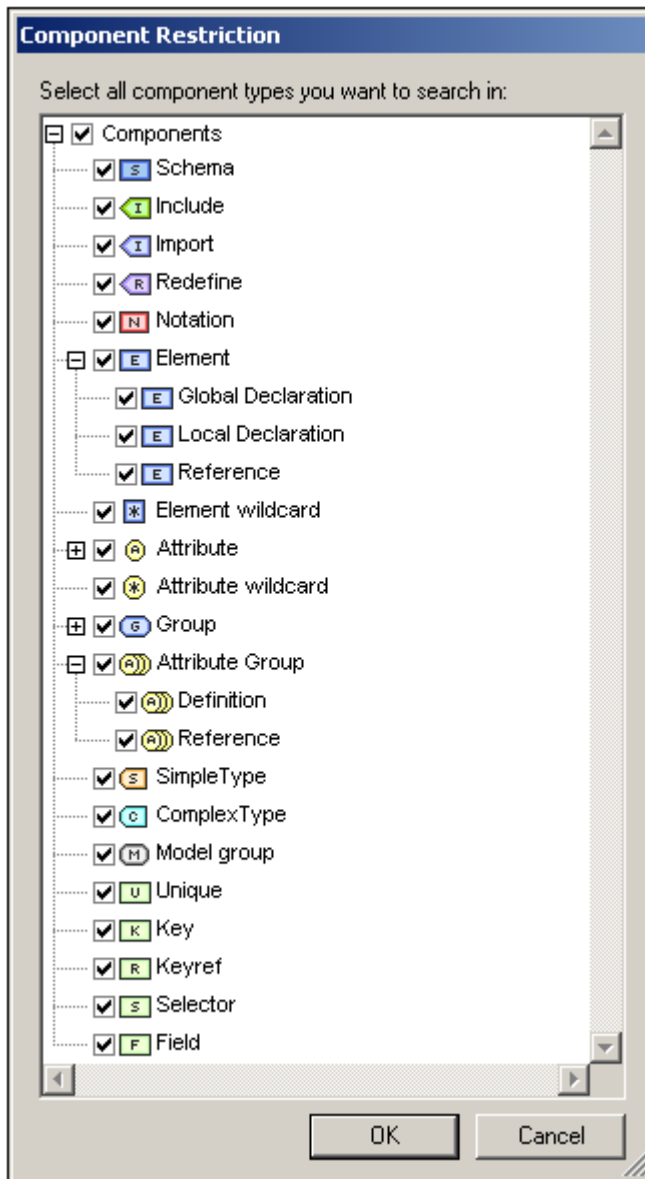 Component Restriction
Select all component types you want to search in:
Components
S Schema
I Include
I Import
R Redefine
N Notation
E Element
E Global Declaration
E Local Declaration
E Reference
* Element wildcard
A Attribute
* Attribute wildcard
G Group
A Attribute Group
A Definition
A Reference
S SimpleType
C ComplexType
M Model group
U Unique
K Key
R Keyref
S Selector
F Field
OK Cancel